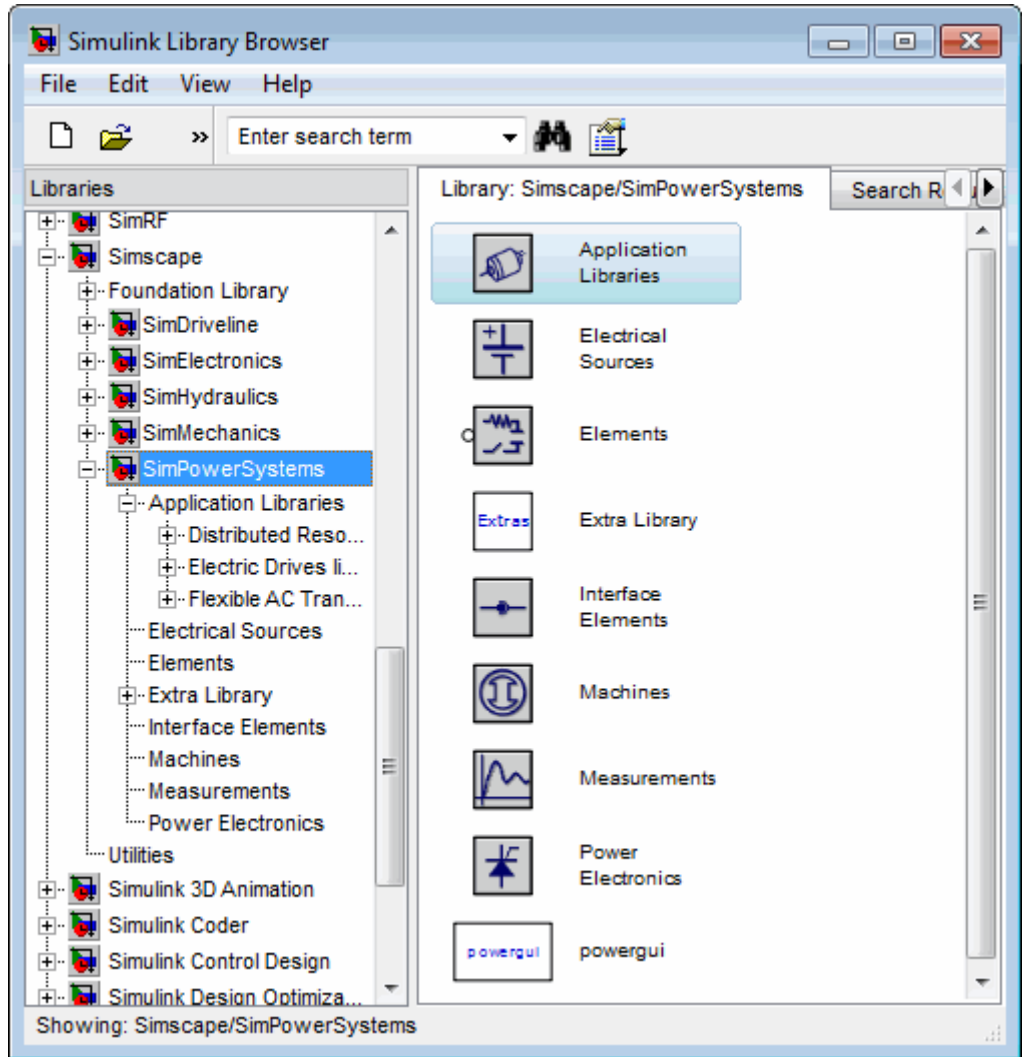 Simulink Library Browser
File Edit View Help
» Enter search term
Libraries
SimRF
Simscape
Foundation Library
SimDriveline
SimElectronics
SimHydraulics
SimMechanics
SimPowerSystems
Application Libraries
Distributed Reso...
Electric Drives li...
Flexible AC Tran...
Electrical Sources
Elements
Extra Library
Interface Elements
Machines
Measurements
Power Electronics
Utilities
Simulink 3D Animation
Simulink Coder
Simulink Control Design
Simulink Design Optimiza...
Library: Simscape/SimPowerSystems
Search R
Application
Libraries
Electrical
Sources
Elements
Extras
Extra Library
Interface
Elements
Machines
Measurements
Power
Electronics
powergui
powergui
Showing: Simscape/SimPowerSystems